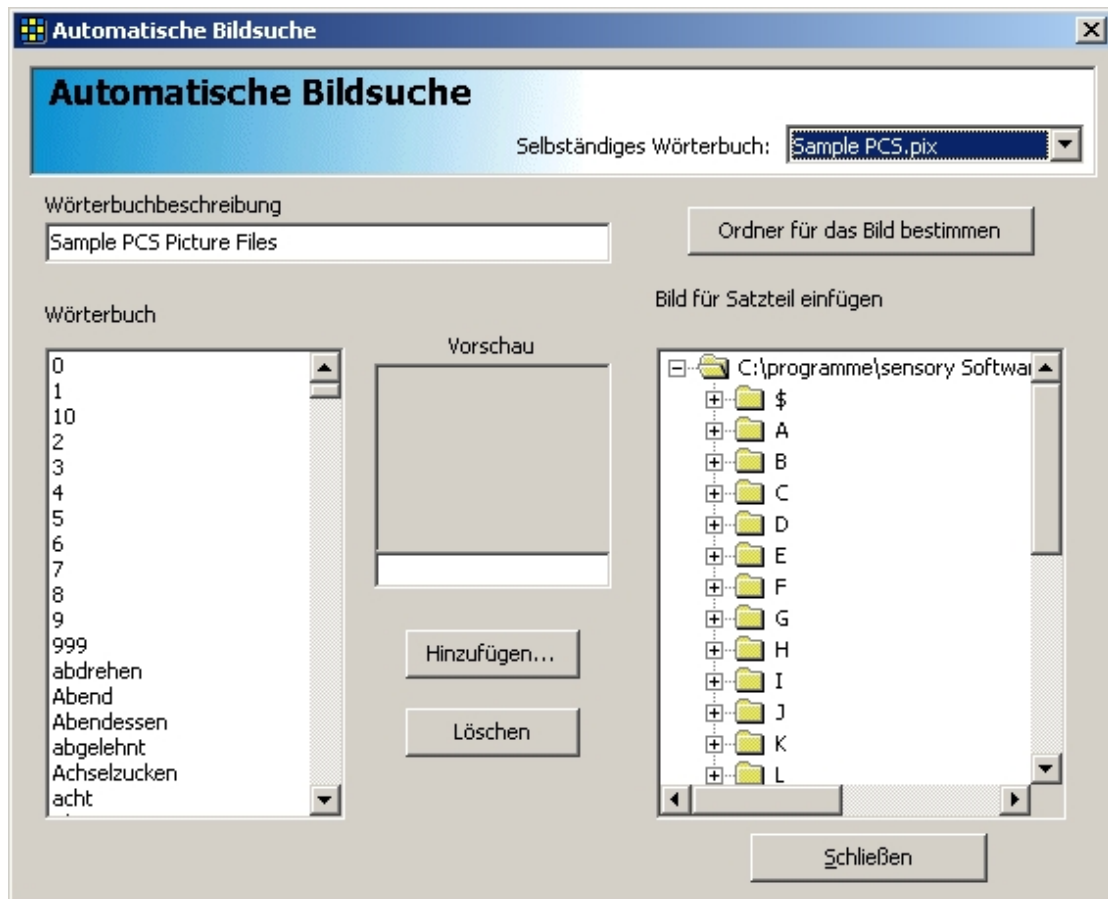 Automatische Bildsuche
Automatische Bildsuche
Selbständiges Wörterbuch: Sample PCS.pix
Wörterbuchbeschreibung
Sample PCS Picture Files
Ordner für das Bild bestimmen
Wörterbuch
0
1
10
2
3
4
5
6
7
8
9
999
abdrehen
Abend
Abendessen
abgelehnt
Achselzucken
acht
Vorschau
Hinzufügen...
Löschen
Bild für Satzteil einfügen
C:\programme\sensory Softwar
$
A
B
C
D
E
F
G
H
I
J
K
L
Schließen